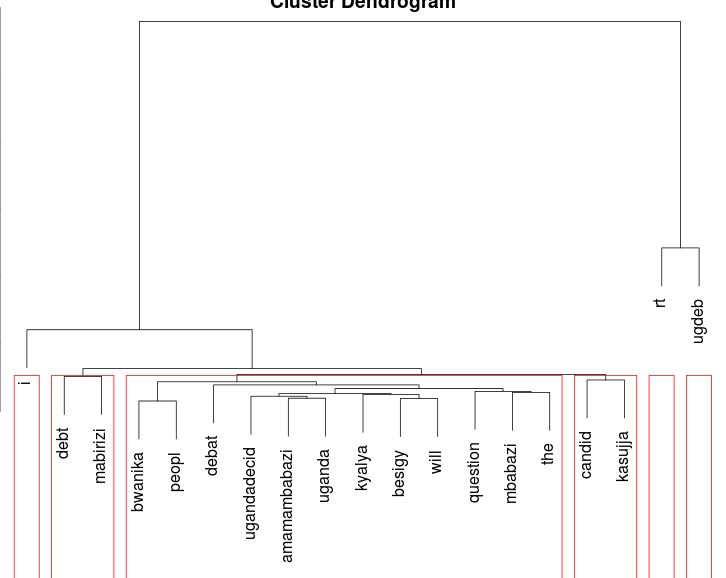 Cluster Dendrogram
i
debt
mabirizi
bwanika
peopl
debat
ugandadecid
amamambabazi
uganda
kyalya
besigy
will
question
mbabazi
the
candid
kasujja
rt
ugdeb